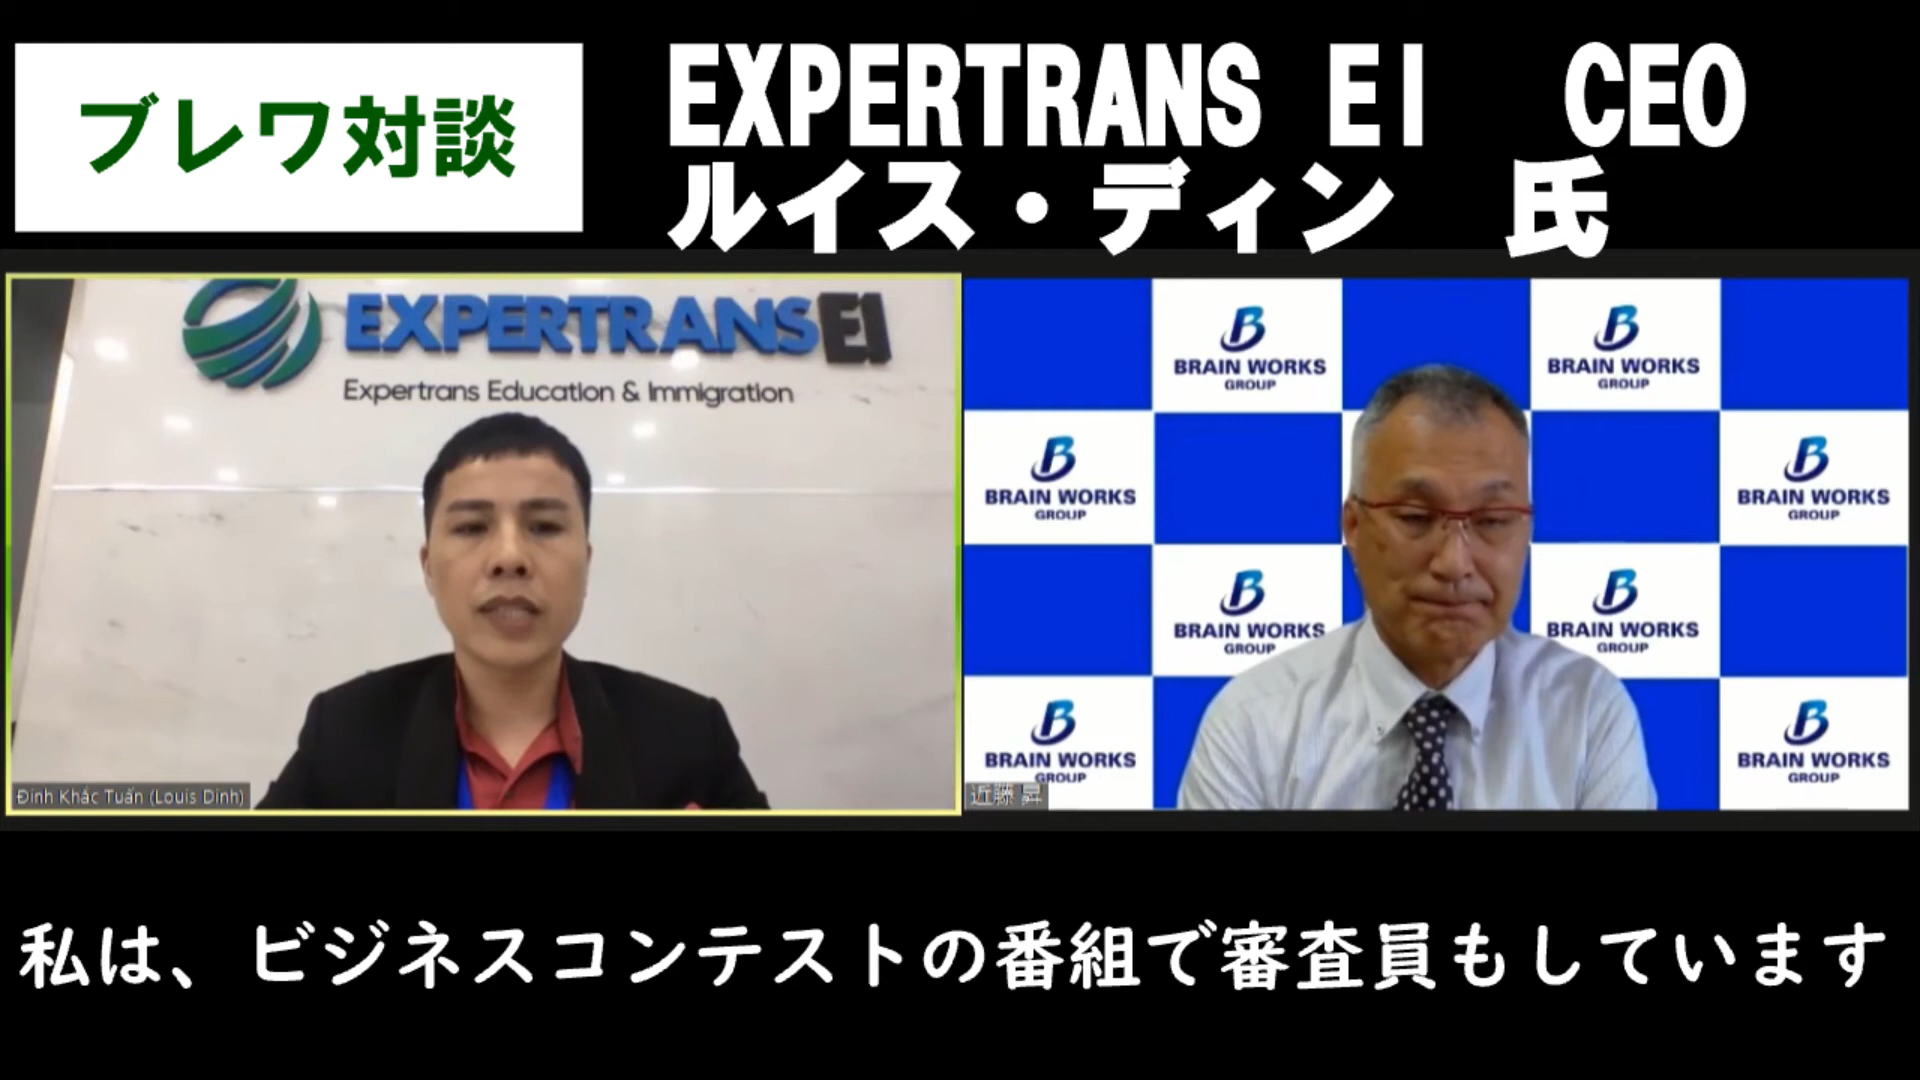 ブレワ対談
EXPERTRANS EI CEO
ルイス・ディン 氏
EXPERTRANS EI
Expertrans Education & Immigration
Đinh Khắc Tuấn (Louis Dinh)
BRAIN WORKS
GROUP
BRAIN WORKS
GROUP
BRAIN WORKS
GROUP
BRAIN WORKS
GROUP
BRAIN WORKS
GROUP
BRAIN WORKS
GROUP
BRAIN WORKS
GROUP
BRAIN WORKS
GROUP
近藤 昇
私は、ビジネスコンテストの番組で審査員もしています